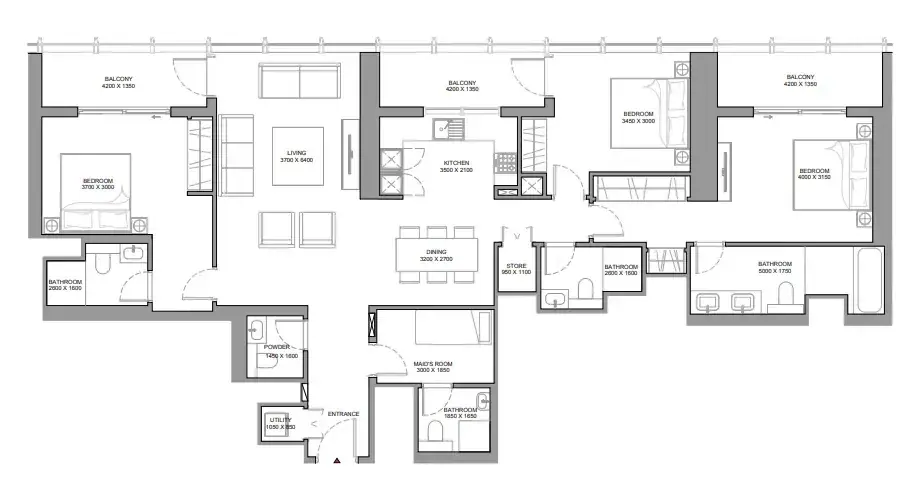 BALCONY
4200 X 1350
BALCONY
4200 X 1350
BALCONY
4200 X 1350
BEDROOM
3450 X 3000
LIVING
3700 X 6400
KITCHEN
3500 X 2100
BEDROOM
3700 X 3000
BEDROOM
4000 X 3150
DINING
3200 X 2700
STORE
950 X 1100
BATHROOM
2600 X 1600
BATHROOM
5000 X 1750
BATHROOM
2600 X 1600
POWDER
1450 X 1600
MAID'S ROOM
3000 X 1850
BATHROOM
1850 X 1650
UTILITY
1050 X 850
ENTRANCE